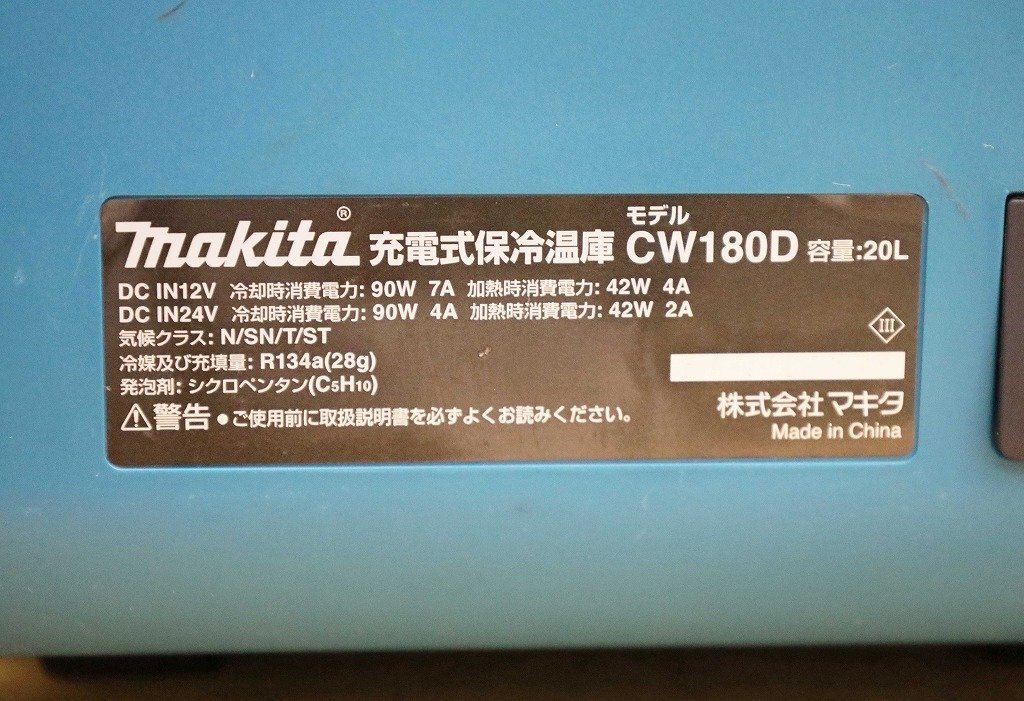 makita® 充電式保冷温庫 モデル CW180D 容量:20L
DC IN12V 冷却時消費電力: 90W 7A 加熱時消費電力: 42W 4A
DC IN24V 冷却時消費電力: 90W 4A 加熱時消費電力: 42W 2A
気候クラス: N/SN/T/ST
III
冷媒及び充填量: R134a(28g)
発泡剤: シクロペンタン(C5H10)
⚠警告 ●ご使用前に取扱説明書を必ずよくお読みください。
株式会社 マキタ
Made in China